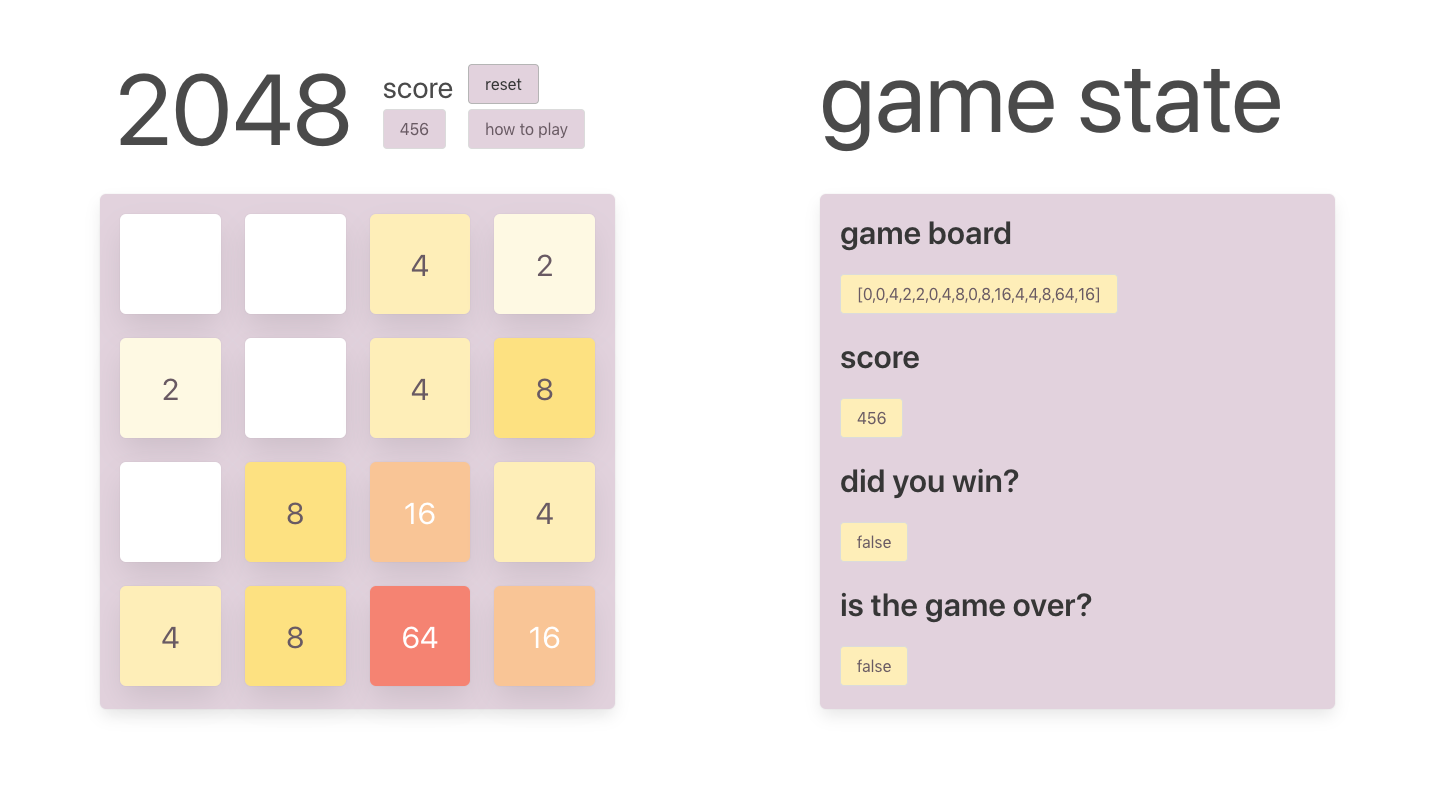 2048
score
reset
456
how to play
4 2
2 4 8
8 16 4
4 8 64 16
game state
game board
[0,0,4,2,2,0,4,8,0,8,16,4,4,8,64,16]
score
456
did you win?
false
is the game over?
false